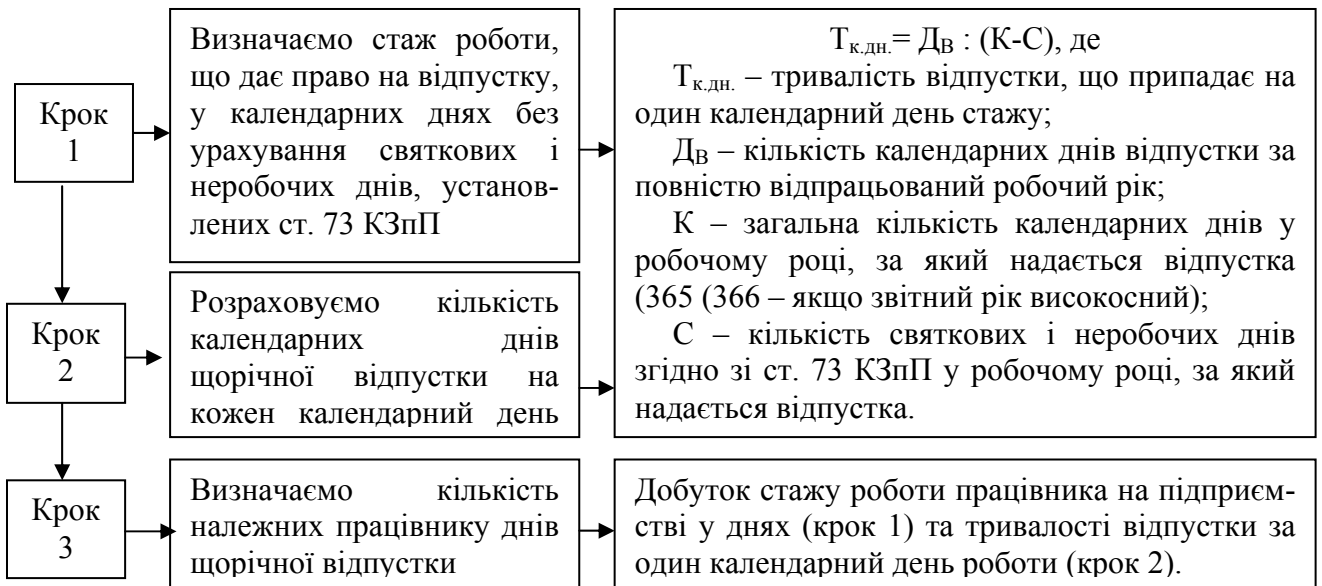 Крок
1
Визначаємо стаж роботи,
що дає право на відпустку,
у календарних днях без
урахування святкових і
неробочих днів, установ-
лених ст. 73 КЗпП
Т к.дн.= ДВ : (К-С), де
Т к.дн. – тривалість відпустки, що припадає на
один календарний день стажу;
ДВ – кількість календарних днів відпустки за
повністю відпрацьований робочий рік;
К – загальна кількість календарних днів у
робочому році, за який надається відпустка
(365 (366 – якщо звітний рік високосний);
С – кількість святкових і неробочих днів
згідно зі ст. 73 КЗпП у робочому році, за який
надається відпустка.
Крок
2
Розраховуємо кількість
календарних днів
щорічної відпустки на
кожен календарний день
Крок
3
Визначаємо кількість
належних працівнику днів
щорічної відпустки
Добуток стажу роботи працівника на підприєм-
стві у днях (крок 1) та тривалості відпустки за
один календарний день роботи (крок 2).